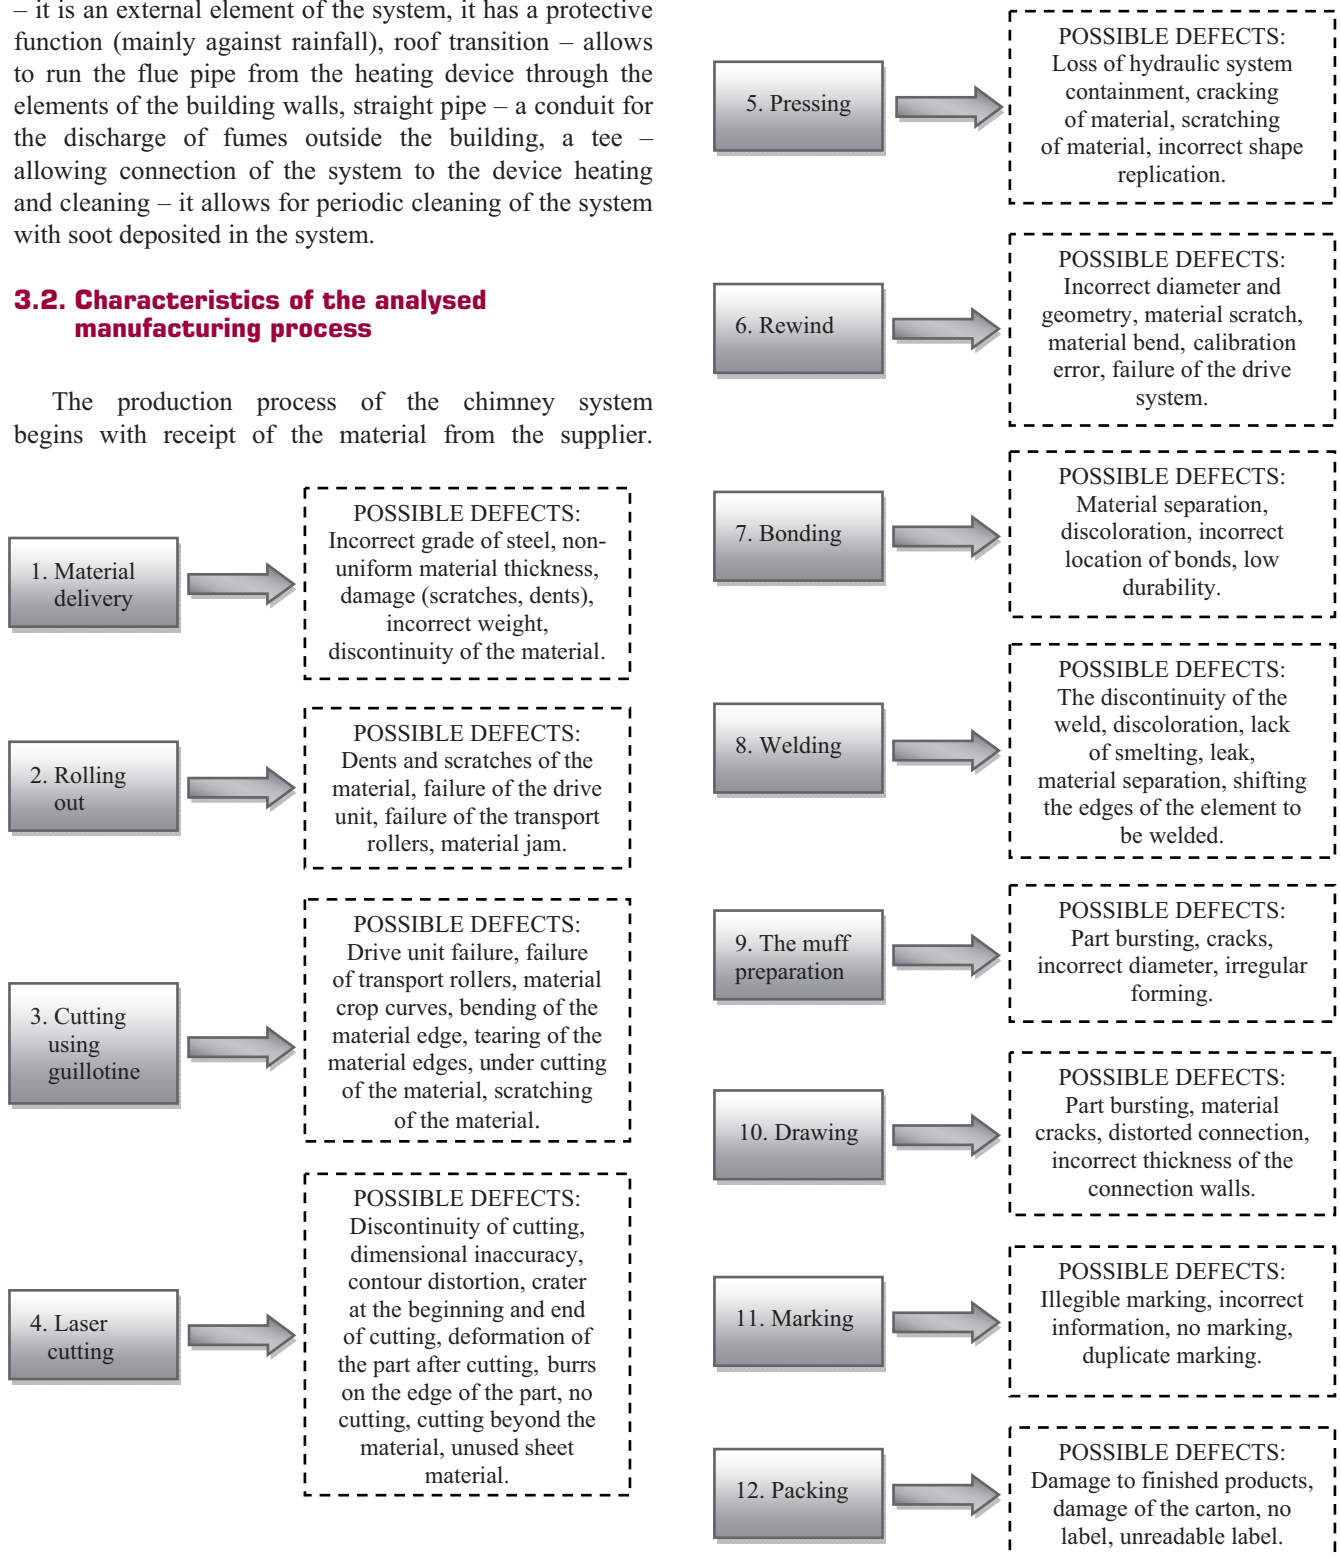 – it is an external element of the system, it has a protective
function (mainly against rainfall), roof transition – allows
to run the flue pipe from the heating device through the
elements of the building walls, straight pipe – a conduit for
the discharge of fumes outside the building, a tee –
allowing connection of the system to the device heating
and cleaning – it allows for periodic cleaning of the system
with soot deposited in the system.
3.2. Characteristics of the analysed
manufacturing process
The production process of the chimney system
begins with receipt of the material from the supplier.
1. Material
delivery
POSSIBLE DEFECTS:
Incorrect grade of steel, non-
uniform material thickness,
damage (scratches, dents),
incorrect weight,
discontinuity of the material.
2. Rolling
out
POSSIBLE DEFECTS:
Dents and scratches of the
material, failure of the drive
unit, failure of the transport
rollers, material jam.
3. Cutting
using
guillotine
POSSIBLE DEFECTS:
Drive unit failure, failure
of transport rollers, material
crop curves, bending of the
material edge, tearing of the
material edges, under cutting
of the material, scratching
of the material.
4. Laser
cutting
POSSIBLE DEFECTS:
Discontinuity of cutting,
dimensional inaccuracy,
contour distortion, crater
at the beginning and end
of cutting, deformation of
the part after cutting, burrs
on the edge of the part, no
cutting, cutting beyond the
material, unused sheet
material.
5. Pressing
POSSIBLE DEFECTS:
Loss of hydraulic system
containment, cracking
of material, scratching
of material, incorrect shape
replication.
6. Rewind
POSSIBLE DEFECTS:
Incorrect diameter and
geometry, material scratch,
material bend, calibration
error, failure of the drive
system.
7. Bonding
POSSIBLE DEFECTS:
Material separation,
discoloration, incorrect
location of bonds, low
durability.
8. Welding
POSSIBLE DEFECTS:
The discontinuity of the
weld, discoloration, lack
of smelting, leak,
material separation, shifting
the edges of the element to
be welded.
9. The muff
preparation
POSSIBLE DEFECTS:
Part bursting, cracks,
incorrect diameter, irregular
forming.
10. Drawing
POSSIBLE DEFECTS:
Part bursting, material
cracks, distorted connection,
incorrect thickness of the
connection walls.
11. Marking
POSSIBLE DEFECTS:
Illegible marking, incorrect
information, no marking,
duplicate marking.
12. Packing
POSSIBLE DEFECTS:
Damage to finished products,
damage of the carton, no
label, unreadable label.